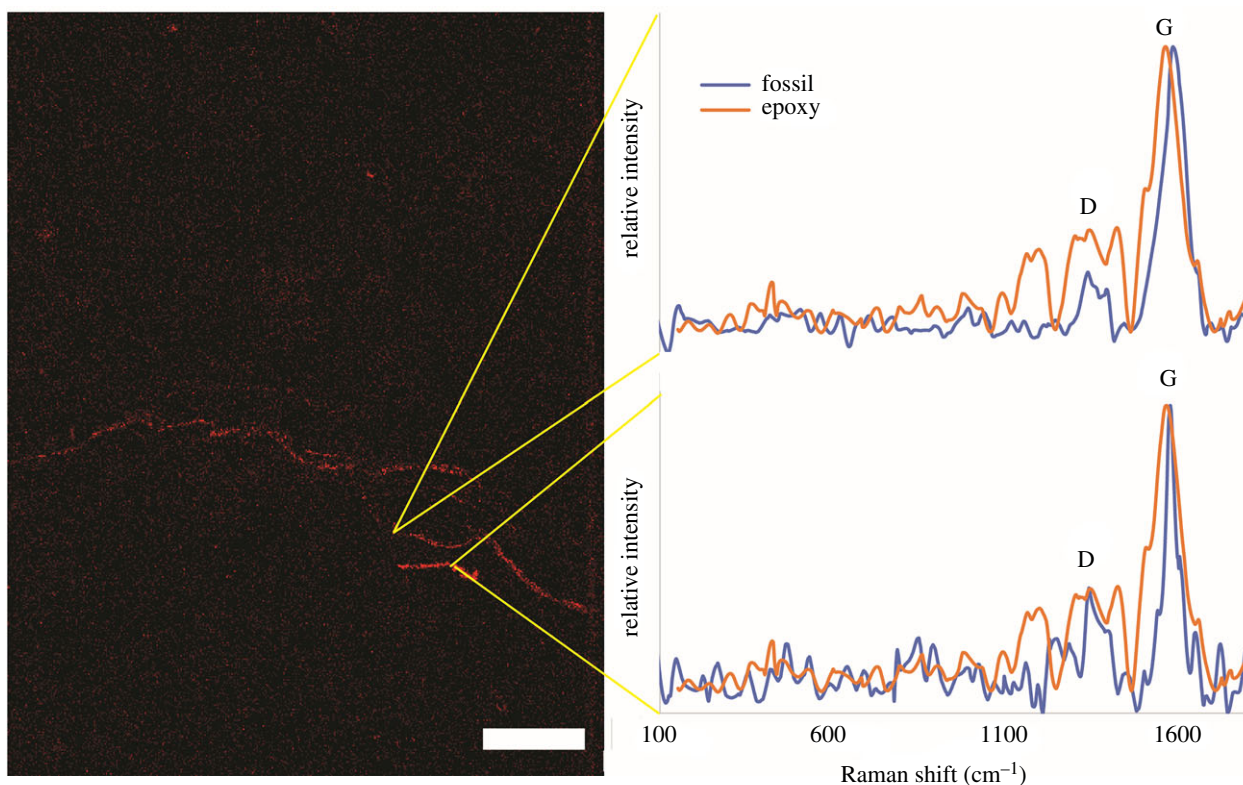 G
fossil
epoxy
relative intensity
D
G
relative intensity
D
100 600 1100 1600
Raman shift (cm–1)